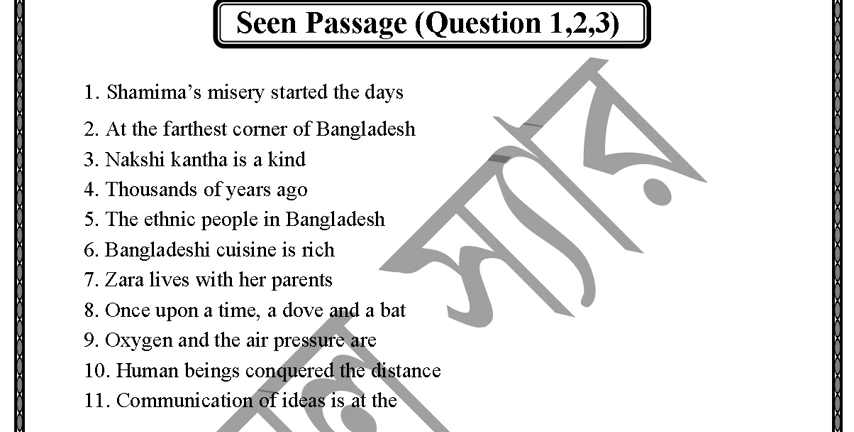 Seen Passage (Question 1,2,3)
1. Shamima’s misery started the days
2. At the farthest corner of Bangladesh
3. Nakshi kantha is a kind
4. Thousands of years ago
5. The ethnic people in Bangladesh
6. Bangladeshi cuisine is rich
7. Zara lives with her parents
8. Once upon a time, a dove and a bat
9. Oxygen and the air pressure are
10. Human beings conquered the distance
11. Communication of ideas is at the
স্যার